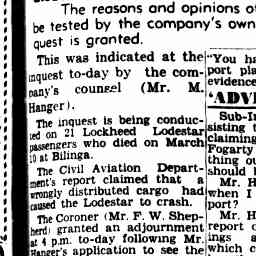 The reasons and opinions o
be tested by the company's own
quest is granted.
This was indicated at the
inquest to-day by the com-
pany's counsel (Mr. M.
Hanger).
The inquest is being conduc-
ted on 21 Lockheed Lodestar
passengers who died on March
10 at Bilinga.
The Civil Aviation Depart-
ment's report claimed that a
wrongly distributed cargo had
caused the Lodestar to crash.
The Coroner (Mr. F. W. Shep-
herd) granted an adjournment
at 4 p.m. to-day following Mr.
Hanger's application to see the
"You ha
port pla
evidence
'ADV
Sub-In
sisting t
claiming
Fogarty
thing ou
should
Mr. H
when I
port?
Mr. H
report o
ings a
which c